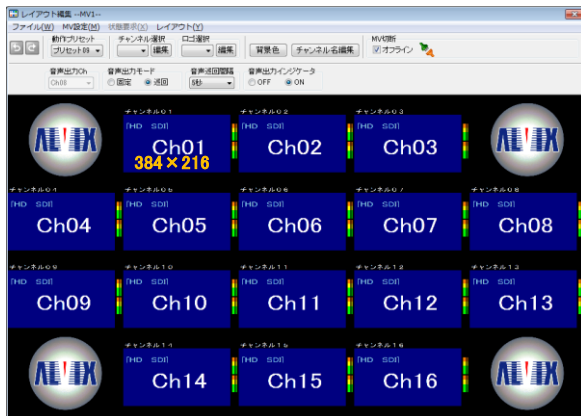 レイアウト編集 --MV1--
ファイル(W) MV設定(M) 状態要求(X) レイアウト(Y)
動作プリセット チャンネル選択 ロゴ選択 MV切断
プリセット09 編集 編集 背景色 チャンネル名編集 オフライン
音声出力Ch 音声出力モード 音声巡回間隔 音声出力インジケータ
Ch08 固定 巡回 5秒 OFF ON
チャンネル01 チャンネル02 チャンネル03
[HD SDI] [HD SDI] [HD SDI]
Ch01 Ch02 Ch03
384×216
チャンネル04 チャンネル05 チャンネル06 チャンネル07 チャンネル08
[HD SDI] [HD SDI] [HD SDI] [HD SDI] [HD SDI]
Ch04 Ch05 Ch06 Ch07 Ch08
チャンネル09 チャンネル10 チャンネル11 チャンネル12 チャンネル13
[HD SDI] [HD SDI] [HD SDI] [HD SDI] [HD SDI]
Ch09 Ch10 Ch11 Ch12 Ch13
チャンネル14 チャンネル15 チャンネル16
[HD SDI] [HD SDI] [HD SDI]
Ch14 Ch15 Ch16